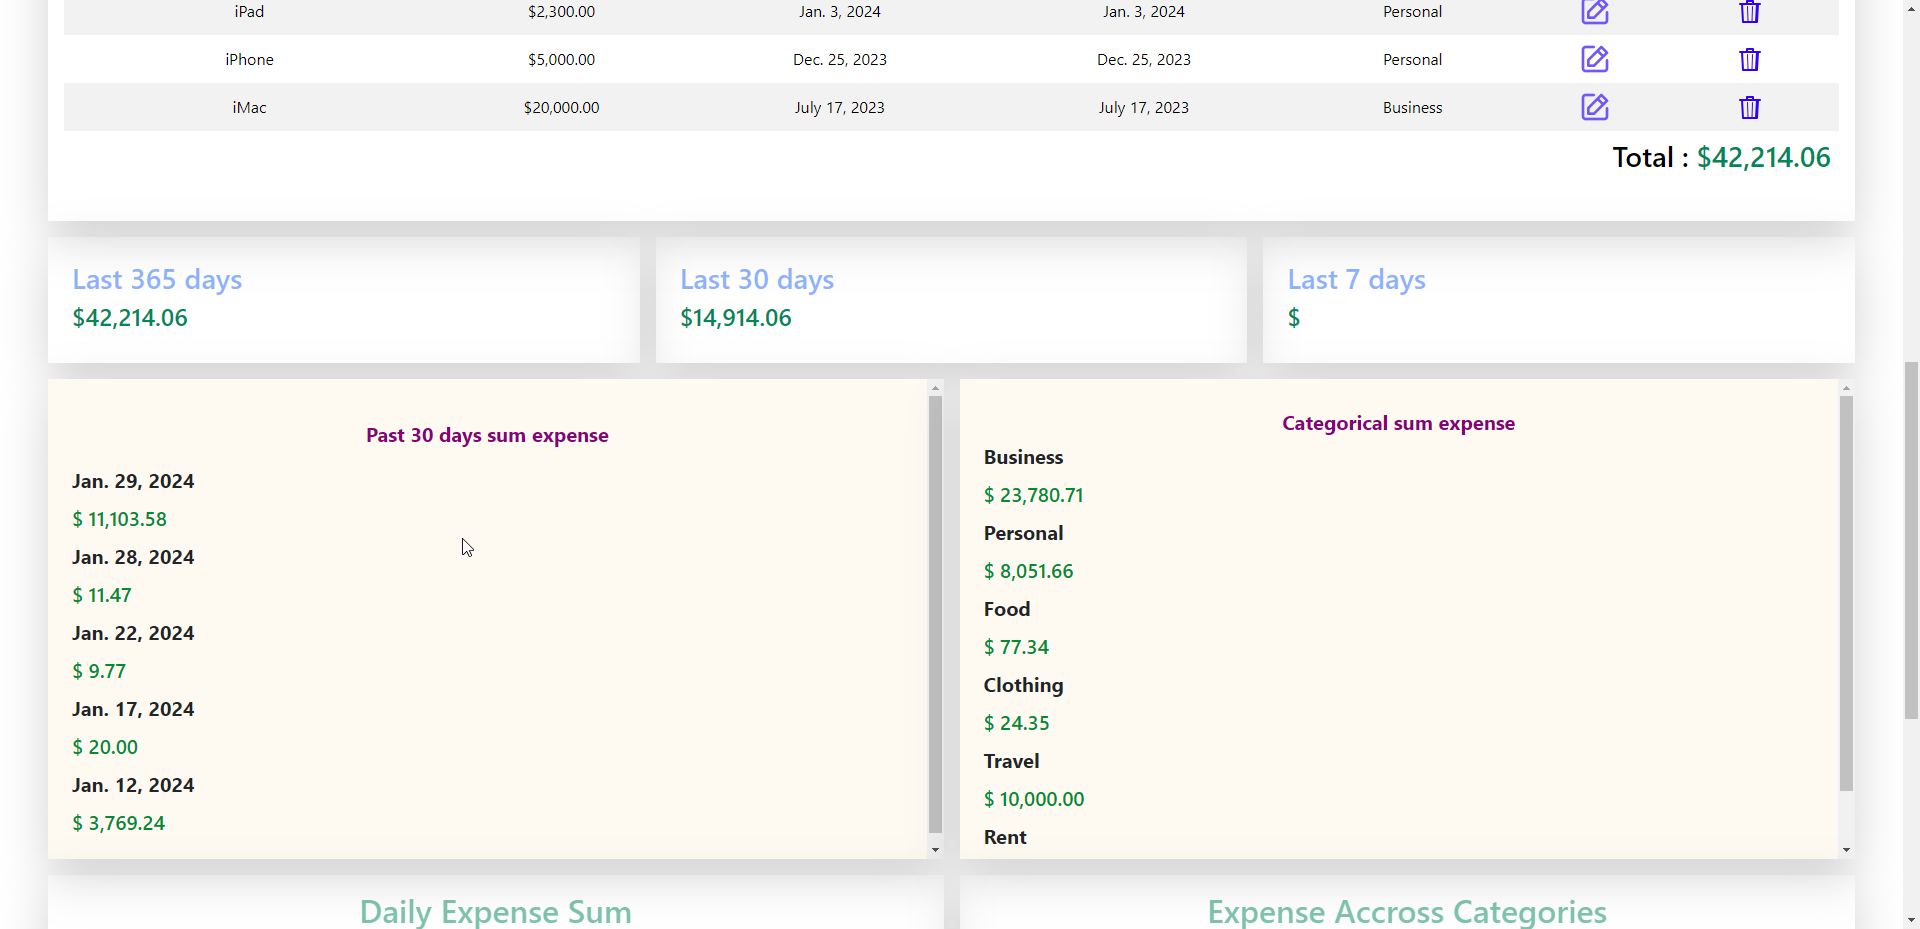 iPad $2,300.00 Jan. 3, 2024 Jan. 3, 2024 Personal
iPhone $5,000.00 Dec. 25, 2023 Dec. 25, 2023 Personal
iMac $20,000.00 July 17, 2023 July 17, 2023 Business
Total : $42,214.06
Last 365 days
$42,214.06
Last 30 days
$14,914.06
Last 7 days
$
Past 30 days sum expense
Jan. 29, 2024
$ 11,103.58
Jan. 28, 2024
$ 11.47
Jan. 22, 2024
$ 9.77
Jan. 17, 2024
$ 20.00
Jan. 12, 2024
$ 3,769.24
Categorical sum expense
Business
$ 23,780.71
Personal
$ 8,051.66
Food
$ 77.34
Clothing
$ 24.35
Travel
$ 10,000.00
Rent
Daily Expense Sum
Expense Accross Categories